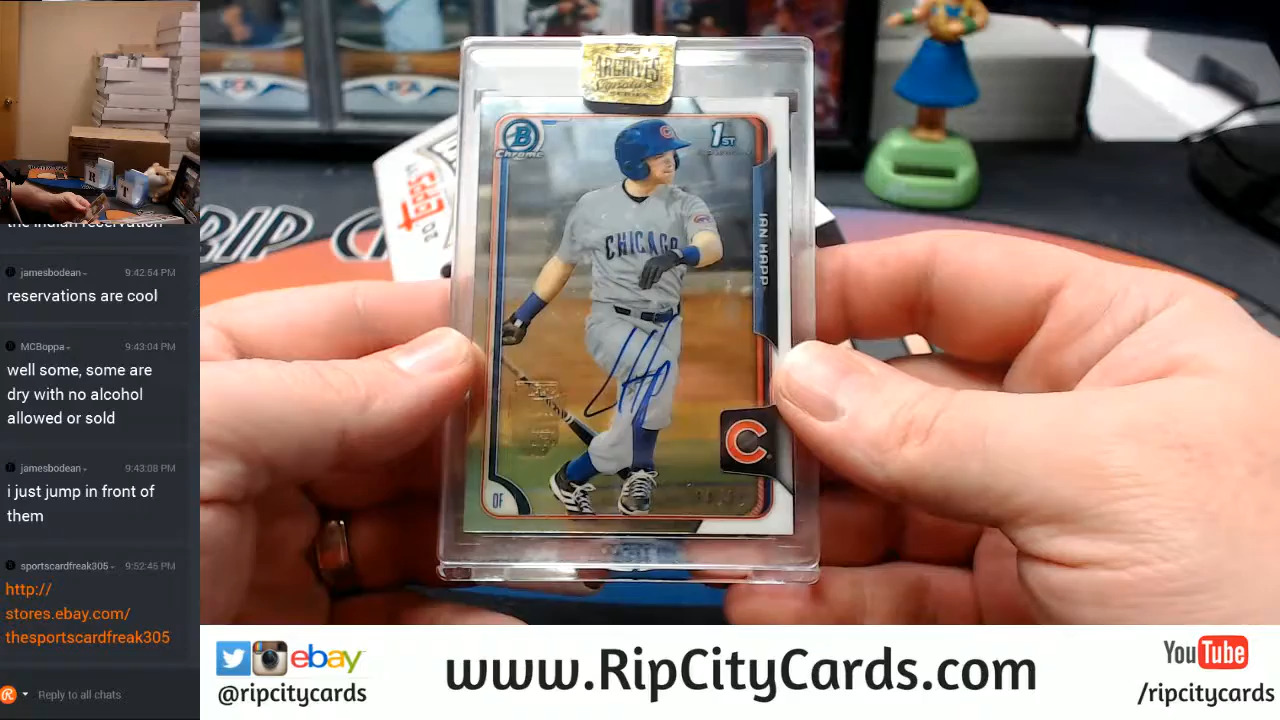 the Indian reservation
jamesbodean
9:42:54 PM
reservations are cool
MCBoppa
9:43:04 PM
well some, some are
dry with no alcohol
allowed or sold
jamesbodean
9:43:08 PM
i just jump in front of
them
sportscardfreak305
9:52:45 PM
http://
stores.ebay.com/
thesportscardfreak305
Reply to all chats
R
T
RIP C
TOPPS
ARCHIVES
Signature
B
Chrome
1ST
IAN HAPP
CHICAGO
C
OF
ebay
@ripcitycards
www.RipCityCards.com
YouTube
/ripcitycards